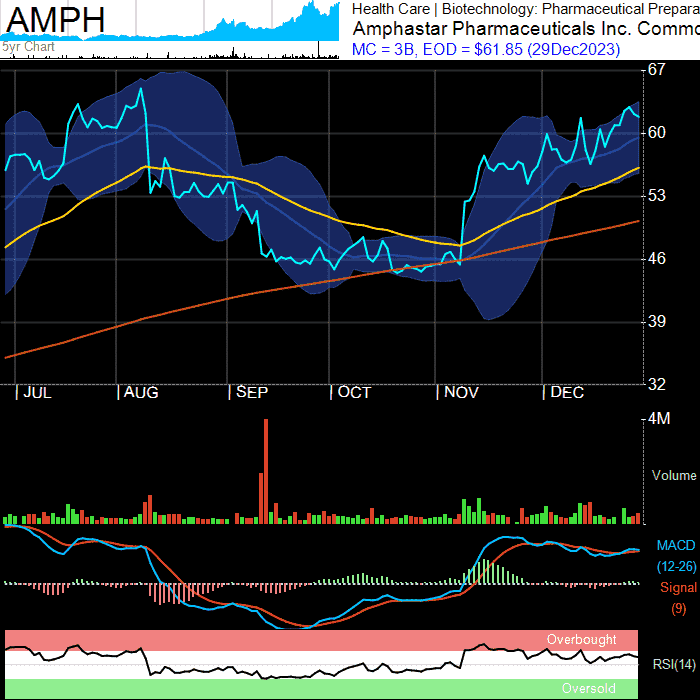 AMPH
5yr Chart
Health Care | Biotechnology: Pharmaceutical Prepara
Amphastar Pharmaceuticals Inc. Commo
MC = 3B, EOD = $61.85 (29Dec2023)
67
60
53
46
39
32
| JUL | AUG | SEP | OCT | NOV | DEC
4M
Volume
MACD
(12-26)
Signal
(9)
Overbought
RSI(14)
Oversold